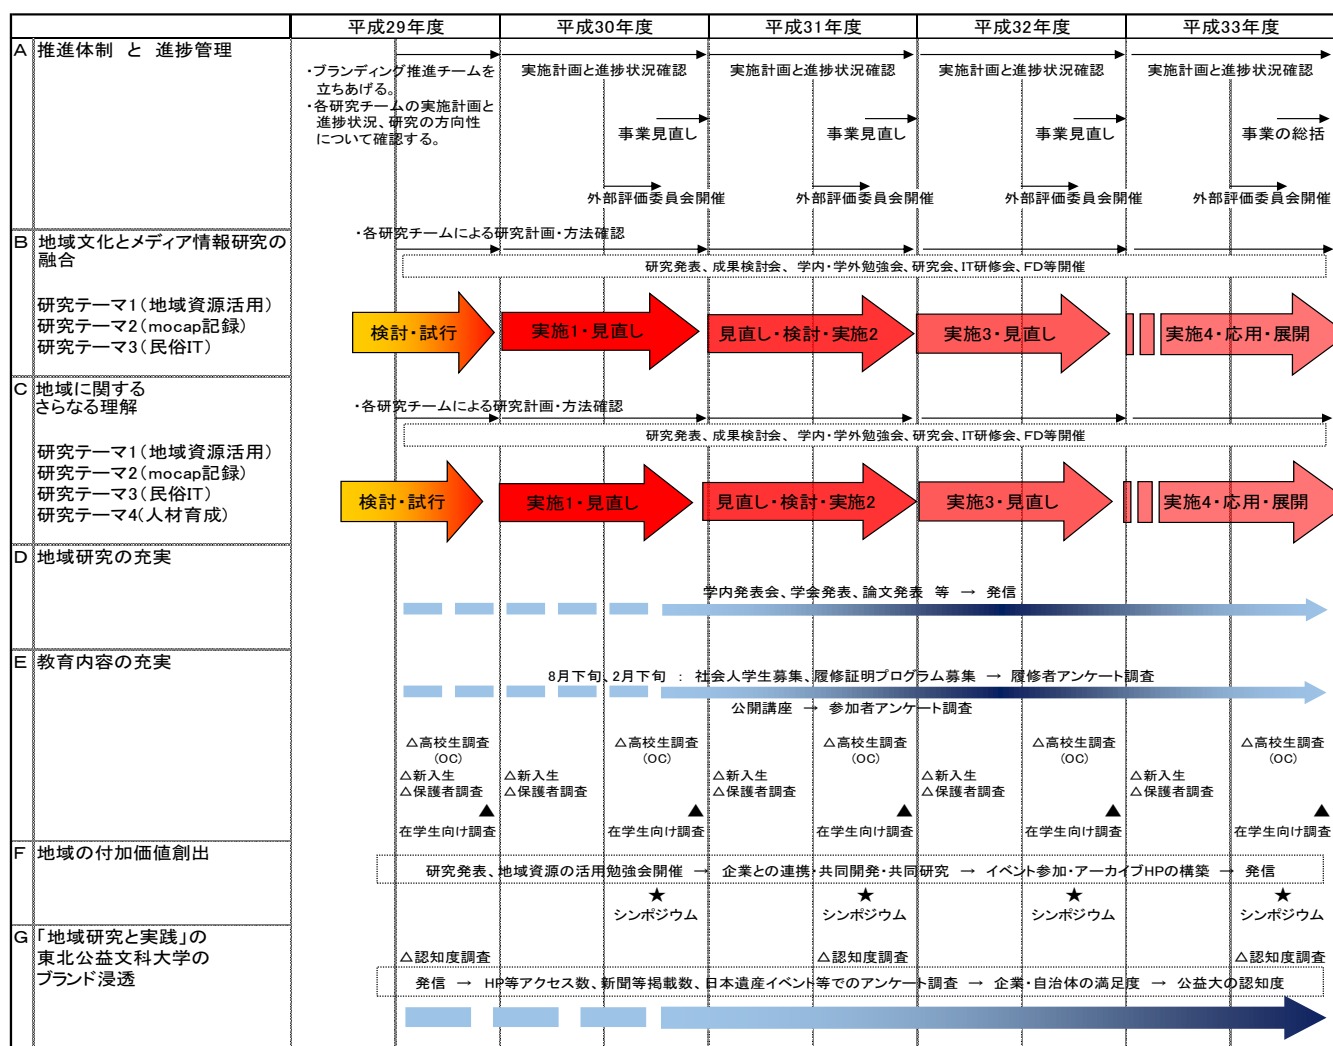 平成29年度
平成30年度
平成31年度
平成32年度
平成33年度
A 推進体制 と 進捗管理
・ブランディング推進チームを
立ちあげる。
・各研究チームの実施計画と
進捗状況、研究の方向性
について確認する。
実施計画と進捗状況確認
実施計画と進捗状況確認
実施計画と進捗状況確認
実施計画と進捗状況確認
事業見直し
事業見直し
事業見直し
事業の総括
外部評価委員会開催
外部評価委員会開催
外部評価委員会開催
外部評価委員会開催
B 地域文化とメディア情報研究の
融合
研究テーマ1(地域資源活用)
研究テーマ2(mocap記録)
研究テーマ3(民俗IT)
・各研究チームによる研究計画・方法確認
研究発表、成果検討会、 学内・学外勉強会、研究会、IT研修会、FD等開催
検討・試行
実施1・見直し
見直し・検討・実施2
実施3・見直し
実施4・応用・展開
C 地域に関する
さらなる理解
研究テーマ1(地域資源活用)
研究テーマ2(mocap記録)
研究テーマ3(民俗IT)
研究テーマ4(人材育成)
・各研究チームによる研究計画・方法確認
研究発表、成果検討会、 学内・学外勉強会、研究会、IT研修会、FD等開催
検討・試行
実施1・見直し
見直し・検討・実施2
実施3・見直し
実施4・応用・展開
D 地域研究の充実
学内発表会、学会発表、論文発表 等 → 発信
E 教育内容の充実
8月下旬、2月下旬 : 社会人学生募集、履修証明プログラム募集 → 履修者アンケート調査
公開講座 → 参加者アンケート調査
△高校生調査
(OC)
△高校生調査
(OC)
△高校生調査
(OC)
△高校生調査
(OC)
△高校生調査
(OC)
△新入生
△保護者調査
△新入生
△保護者調査
△新入生
△保護者調査
△新入生
△保護者調査
△新入生
△保護者調査
▲
▲
▲
▲
▲
在学生向け調査
在学生向け調査
在学生向け調査
在学生向け調査
在学生向け調査
F 地域の付加価値創出
研究発表、地域資源の活用勉強会開催 → 企業との連携・共同開発・共同研究 → イベント参加・アーカイブHPの構築 → 発信
★
★
★
★
シンポジウム
シンポジウム
シンポジウム
シンポジウム
G 「地域研究と実践」の
東北公益文科大学の
ブランド浸透
△認知度調査
△認知度調査
△認知度調査
発信 → HP等アクセス数、新聞等掲載数、日本遺産イベント等でのアンケート調査 → 企業・自治体の満足度 → 公益大の認知度